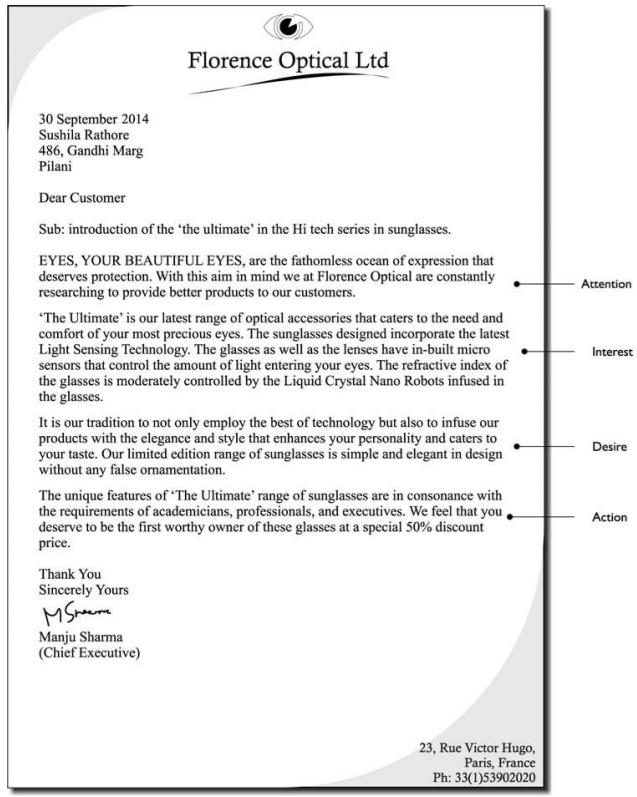 Florence Optical Ltd
30 September 2014
Sushila Rathore
486, Gandhi Marg
Pilani
Dear Customer
Sub: introduction of the ‘the ultimate’ in the Hi tech series in sunglasses.
EYES, YOUR BEAUTIFUL EYES, are the fathomless ocean of expression that
deserves protection. With this aim in mind we at Florence Optical are constantly
researching to provide better products to our customers.
Attention
‘The Ultimate’ is our latest range of optical accessories that caters to the need and
comfort of your most precious eyes. The sunglasses designed incorporate the latest
Light Sensing Technology. The glasses as well as the lenses have in-built micro
sensors that control the amount of light entering your eyes. The refractive index of
the glasses is moderately controlled by the Liquid Crystal Nano Robots infused in
the glasses.
Interest
It is our tradition to not only employ the best of technology but also to infuse our
products with the elegance and style that enhances your personality and caters to
your taste. Our limited edition range of sunglasses is simple and elegant in design
without any false ornamentation.
Desire
The unique features of ‘The Ultimate’ range of sunglasses are in consonance with
the requirements of academicians, professionals, and executives. We feel that you
deserve to be the first worthy owner of these glasses at a special 50% discount
price.
Action
Thank You
Sincerely Yours
M Sharma
Manju Sharma
(Chief Executive)
23, Rue Victor Hugo,
Paris, France
Ph: 33(1)53902020